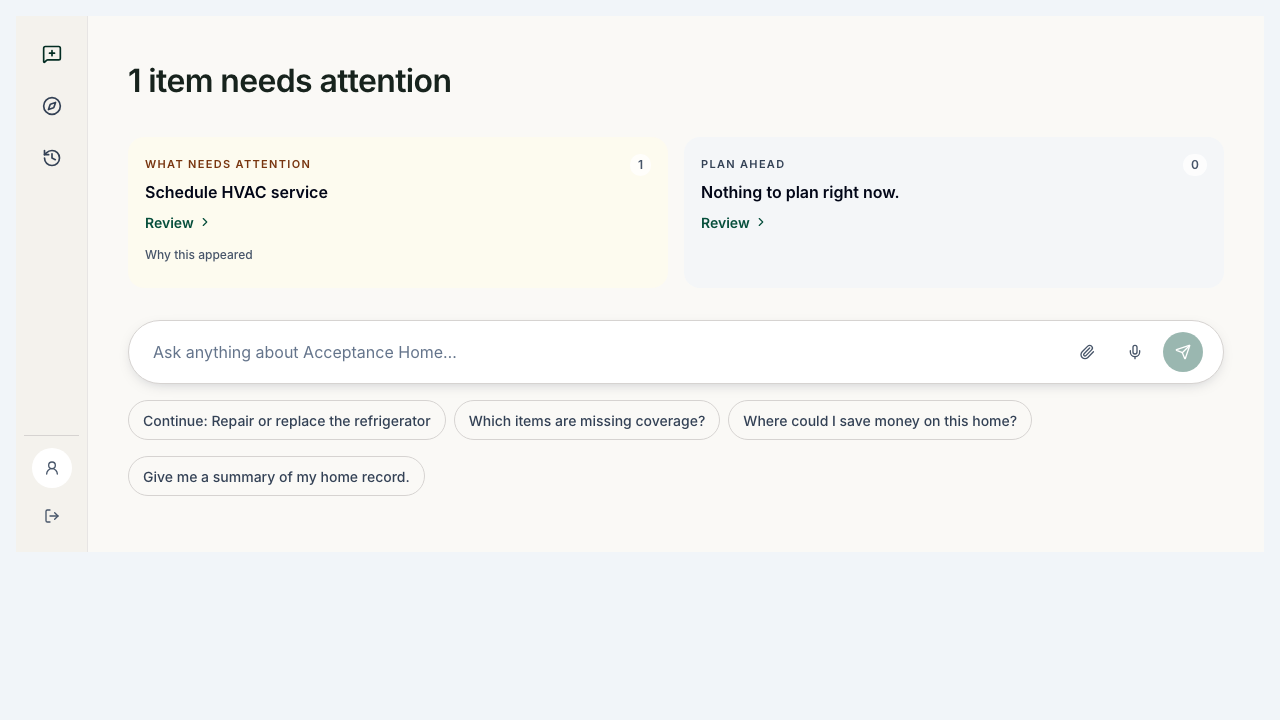 1 item needs attention
WHAT NEEDS ATTENTION
1
Schedule HVAC service
Review
Why this appeared
PLAN AHEAD
0
Nothing to plan right now.
Review
Ask anything about Acceptance Home...
Continue: Repair or replace the refrigerator
Which items are missing coverage?
Where could I save money on this home?
Give me a summary of my home record.